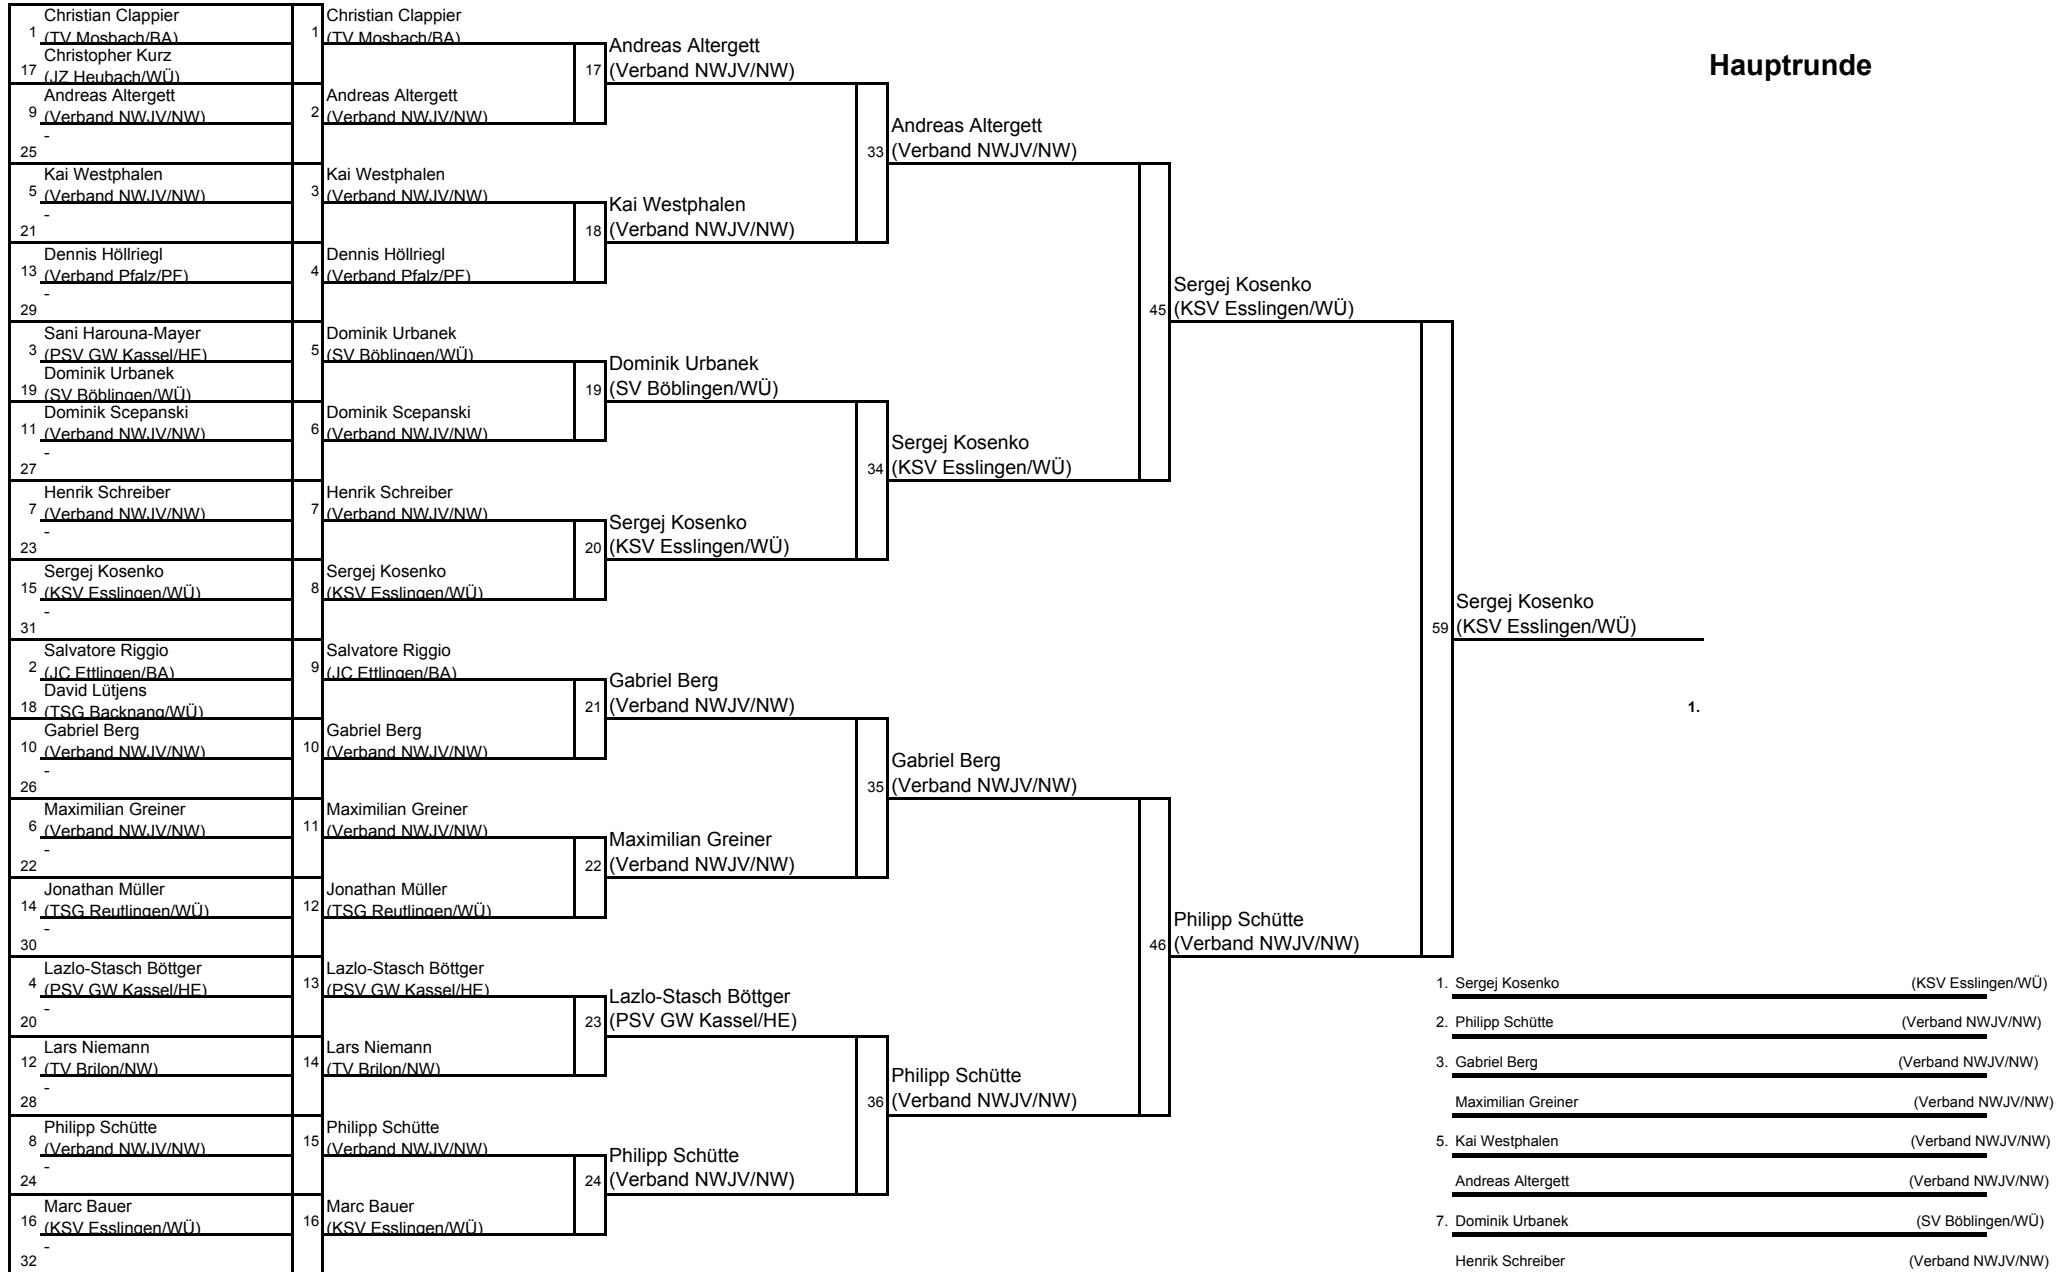 Hauptrunde
1 Christian Clappier
(TV Mosbach/BA)
17 Christopher Kurz
(JZ Heubach/WÜ)
9 Andreas Altergett
(Verband NWJV/NW)
25 -
5 Kai Westphalen
(Verband NWJV/NW)
21 -
13 Dennis Höllriegl
(Verband Pfalz/PF)
29 -
3 Sani Harouna-Mayer
(PSV GW Kassel/HE)
19 Dominik Urbanek
(SV Böblingen/WÜ)
11 Dominik Scepanski
(Verband NWJV/NW)
27 -
7 Henrik Schreiber
(Verband NWJV/NW)
23 -
15 Sergej Kosenko
(KSV Esslingen/WÜ)
31 -
2 Salvatore Riggio
(JC Ettlingen/BA)
18 David Lütjens
(TSG Backnang/WÜ)
10 Gabriel Berg
(Verband NWJV/NW)
26 -
6 Maximilian Greiner
(Verband NWJV/NW)
22 -
14 Jonathan Müller
(TSG Reutlingen/WÜ)
30 -
4 Lazlo-Stasch Böttger
(PSV GW Kassel/HE)
20 -
12 Lars Niemann
(TV Brilon/NW)
28 -
8 Philipp Schütte
(Verband NWJV/NW)
24 -
16 Marc Bauer
(KSV Esslingen/WÜ)
32 -
1 Christian Clappier
(TV Mosbach/BA)
2 Andreas Altergett
(Verband NWJV/NW)
3 Kai Westphalen
(Verband NWJV/NW)
4 Dennis Höllriegl
(Verband Pfalz/PF)
5 Dominik Urbanek
(SV Böblingen/WÜ)
6 Dominik Scepanski
(Verband NWJV/NW)
7 Henrik Schreiber
(Verband NWJV/NW)
8 Sergej Kosenko
(KSV Esslingen/WÜ)
9 Salvatore Riggio
(JC Ettlingen/BA)
10 Gabriel Berg
(Verband NWJV/NW)
11 Maximilian Greiner
(Verband NWJV/NW)
12 Jonathan Müller
(TSG Reutlingen/WÜ)
13 Lazlo-Stasch Böttger
(PSV GW Kassel/HE)
14 Lars Niemann
(TV Brilon/NW)
15 Philipp Schütte
(Verband NWJV/NW)
16 Marc Bauer
(KSV Esslingen/WÜ)
Andreas Altergett
17 (Verband NWJV/NW)
Kai Westphalen
18 (Verband NWJV/NW)
Dominik Urbanek
19 (SV Böblingen/WÜ)
Sergej Kosenko
20 (KSV Esslingen/WÜ)
Gabriel Berg
21 (Verband NWJV/NW)
Maximilian Greiner
22 (Verband NWJV/NW)
Lazlo-Stasch Böttger
23 (PSV GW Kassel/HE)
Philipp Schütte
24 (Verband NWJV/NW)
Andreas Altergett
33 (Verband NWJV/NW)
Sergej Kosenko
34 (KSV Esslingen/WÜ)
Gabriel Berg
35 (Verband NWJV/NW)
Philipp Schütte
36 (Verband NWJV/NW)
Sergej Kosenko
45 (KSV Esslingen/WÜ)
Philipp Schütte
46 (Verband NWJV/NW)
Sergej Kosenko
59 (KSV Esslingen/WÜ)
1.
1. Sergej Kosenko (KSV Esslingen/WÜ)
2. Philipp Schütte (Verband NWJV/NW)
3. Gabriel Berg (Verband NWJV/NW)
Maximilian Greiner (Verband NWJV/NW)
5. Kai Westphalen (Verband NWJV/NW)
Andreas Altergett (Verband NWJV/NW)
7. Dominik Urbanek (SV Böblingen/WÜ)
Henrik Schreiber (Verband NWJV/NW)